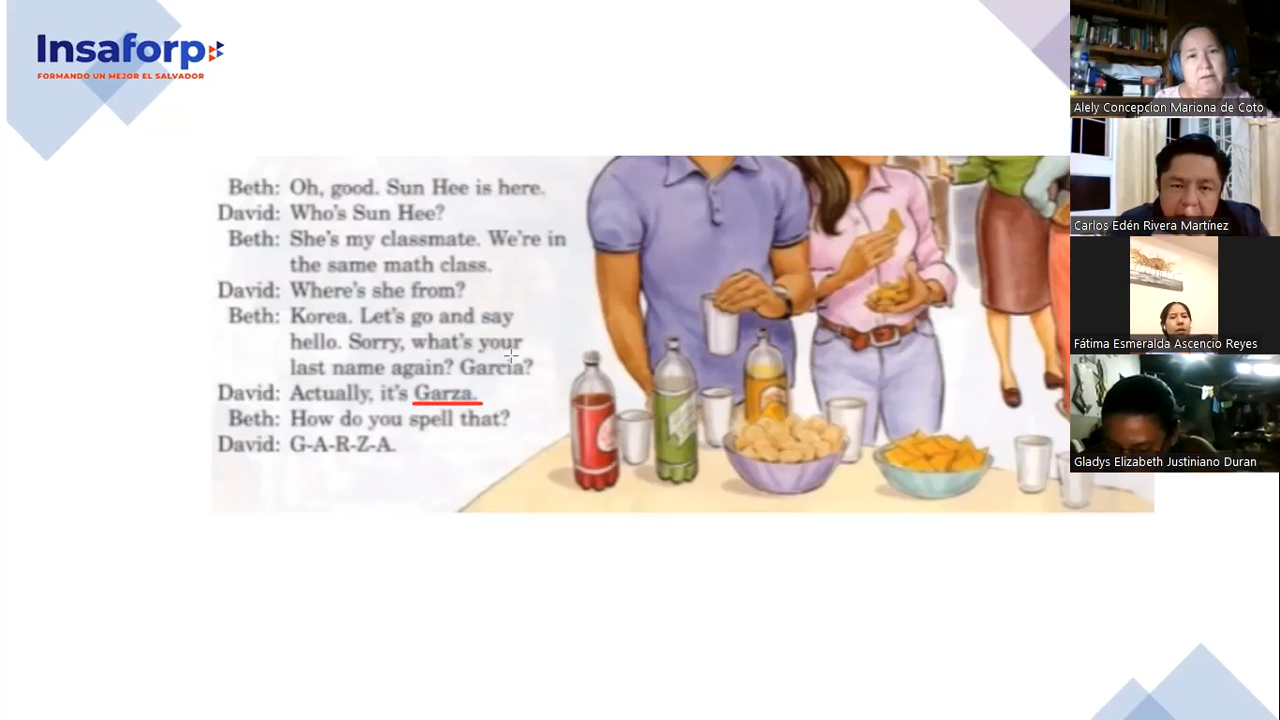 Insaforp
FORMANDO UN MEJOR EL SALVADOR
Beth: Oh, good. Sun Hee is here.
David: Who's Sun Hee?
Beth: She's my classmate. We're in
the same math class.
David: Where's she from?
Beth: Korea. Let's go and say
hello. Sorry, what's your
last name again? Garcia?
David: Actually, it's Garza.
Beth: How do you spell that?
David: G-A-R-Z-A.
Alely Concepcion Mariona de Coto
Carlos Edén Rivera Martínez
Fátima Esmeralda Ascencio Reyes
Gladys Elizabeth Justiniano Duran